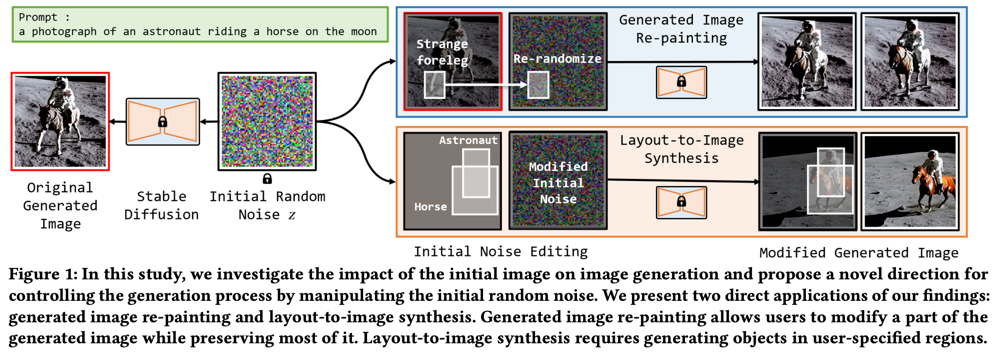 Prompt :
a photograph of an astronaut riding a horse on the moon
Original
Generated
Image
Stable
Diffusion
Initial Random
Noise z
Strange
foreleg
Re-randomize
Generated Image
Re-painting
Astronaut
Horse
Modified
Initial
Noise
Layout-to-Image
Synthesis
Initial Noise Editing
Modified Generated Image
Figure 1: In this study, we investigate the impact of the initial image on image generation and propose a novel direction for
controlling the generation process by manipulating the initial random noise. We present two direct applications of our findings:
generated image re-painting and layout-to-image synthesis. Generated image re-painting allows users to modify a part of the
generated image while preserving most of it. Layout-to-image synthesis requires generating objects in user-specified regions.